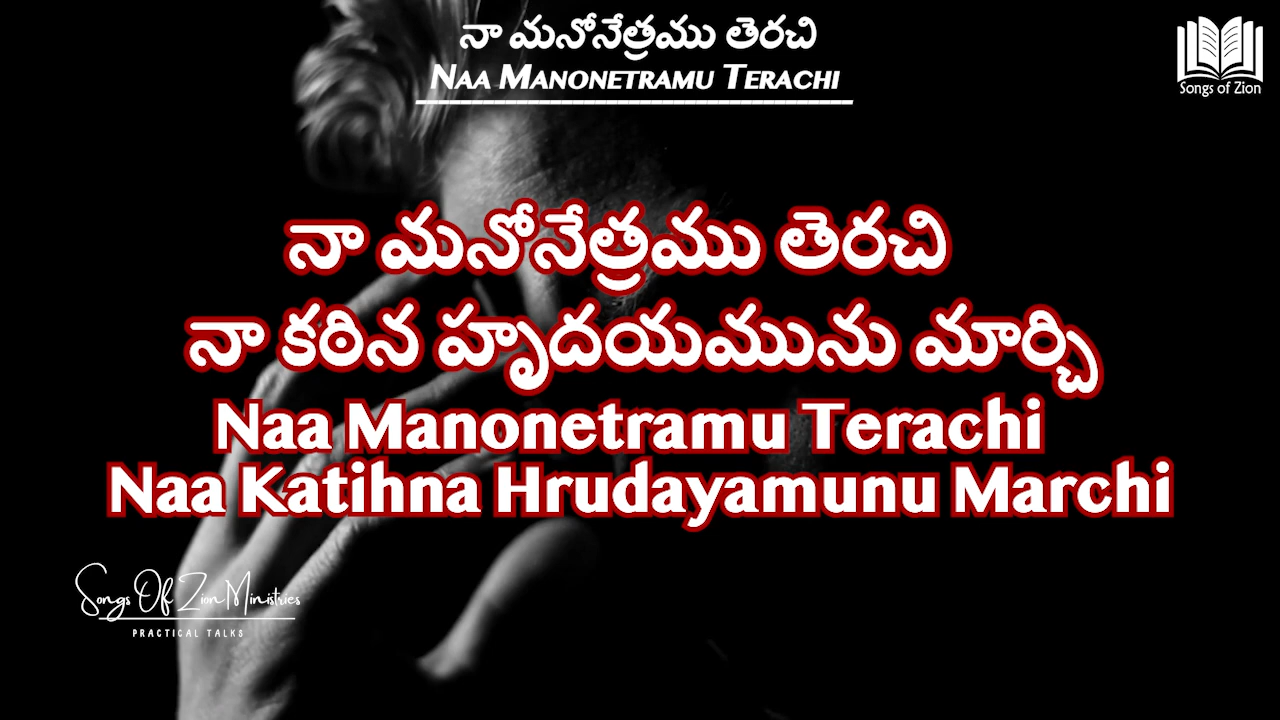 నా మనోనేత్రము తెరచి
Naa Manonetramu Terachi
Songs of Zion
నా మనోనేత్రము తెరచి
నా కఠిన హృదయమును మార్చి
Naa Manonetramu Terachi
Naa Katihna Hrudayamunu Marchi
Songs Of Zion Ministries
PRACTICAL TALKS